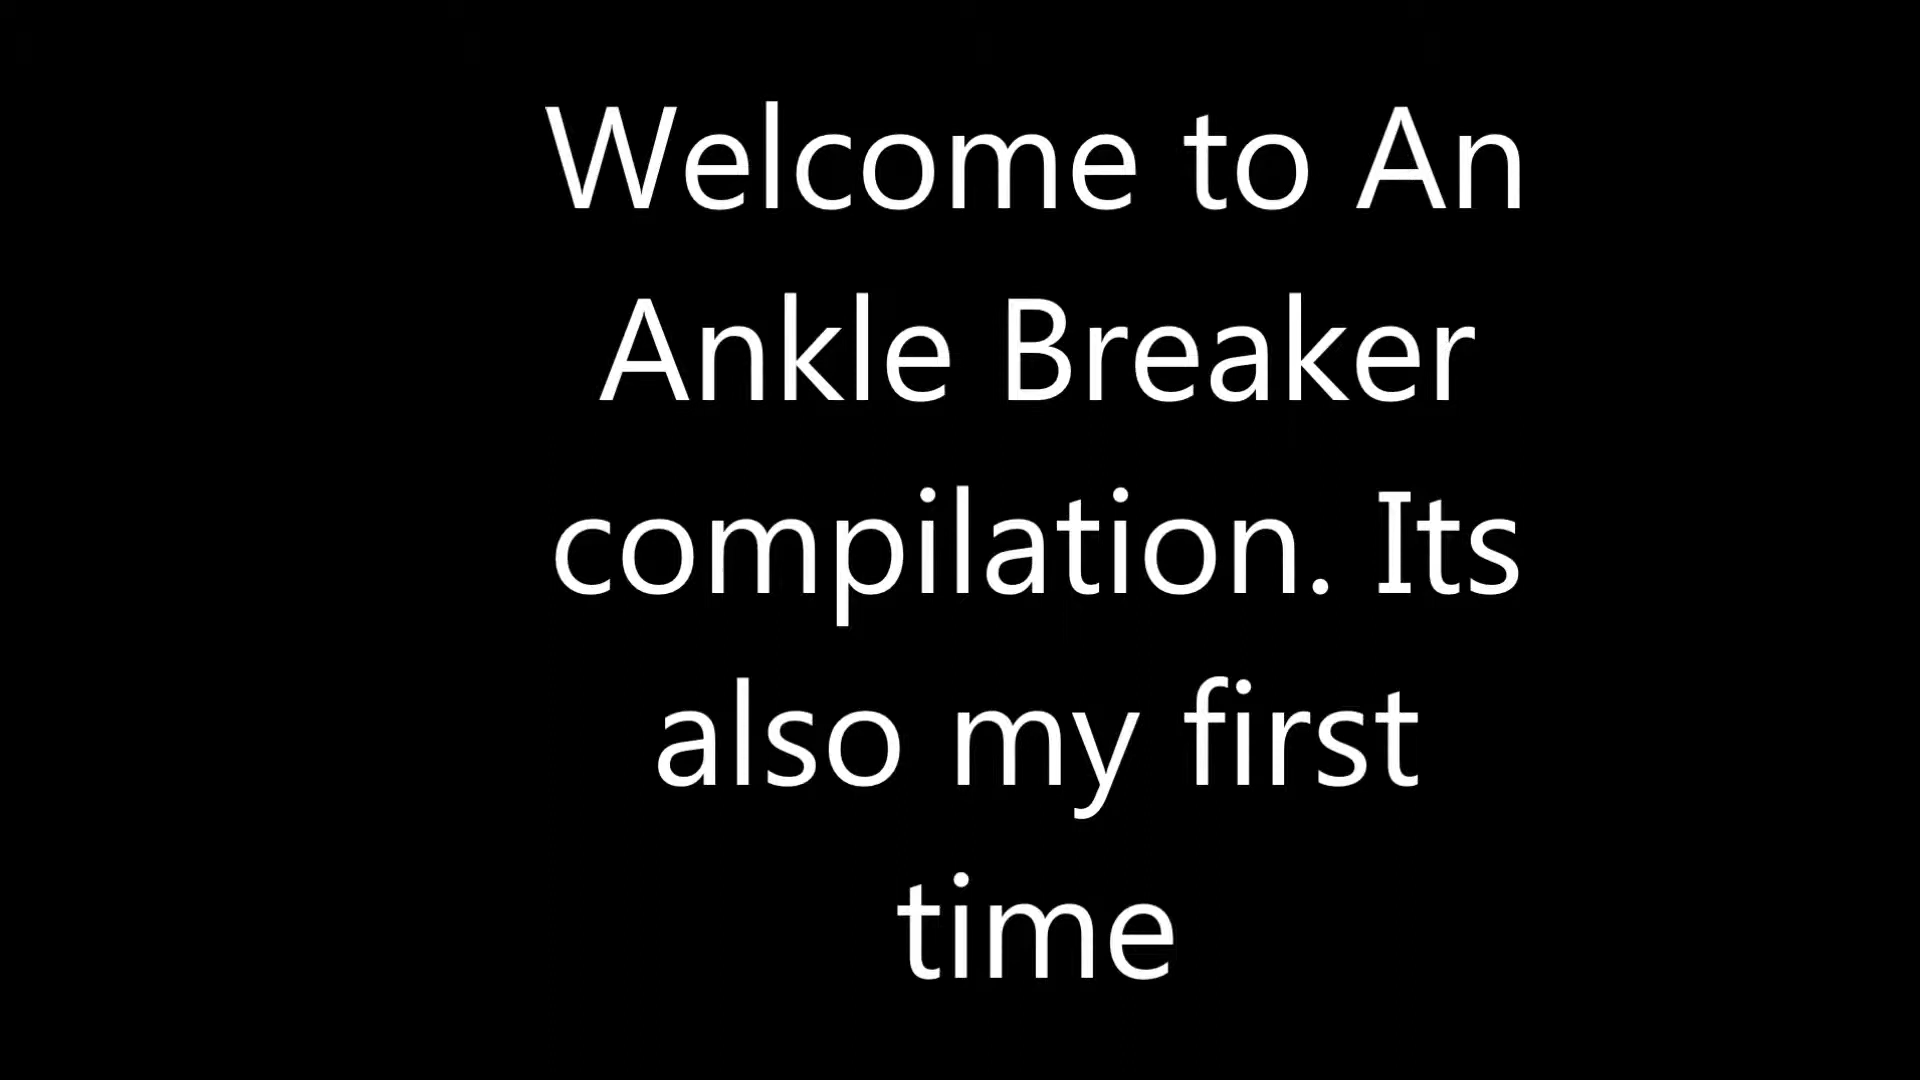 Welcome to An
Ankle Breaker
compilation. Its
also my first
time